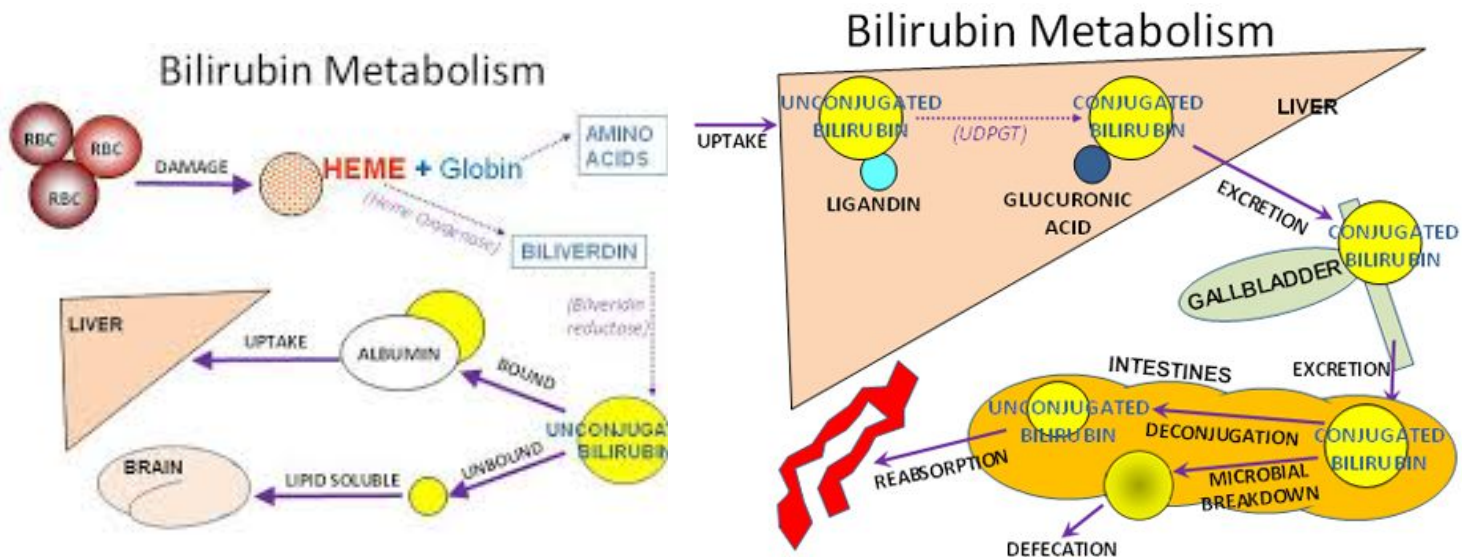 Bilirubin Metabolism
RBC
RBC
RBC
DAMAGE
HEME + Globin
AMINO
ACIDS
(Heme Oxygenase)
BILIVERDIN
(Bilveridin
reductase)
LIVER
UPTAKE
ALBUMIN
BOUND
UNCONJUGAT
BILIRUBIN
UNBOUND
LIPID SOLUBLE
BRAIN
Bilirubin Metabolism
UPTAKE
UNCONJUGATED
BILIRUBIN
(UDPGT)
CONJUGATED
BILIRUBIN
LIVER
LIGANDIN
GLUCURONIC
ACID
EXCRETION
CONJUGATED
BILIRUBIN
GALLBLADDER
EXCRETION
INTESTINES
UNCONJUGATED
BILIRUBIN
DECONJUGATION
CONJUGATED
BILIRUBIN
REABSORPTION
MICROBIAL
BREAKDOWN
DEFECATION